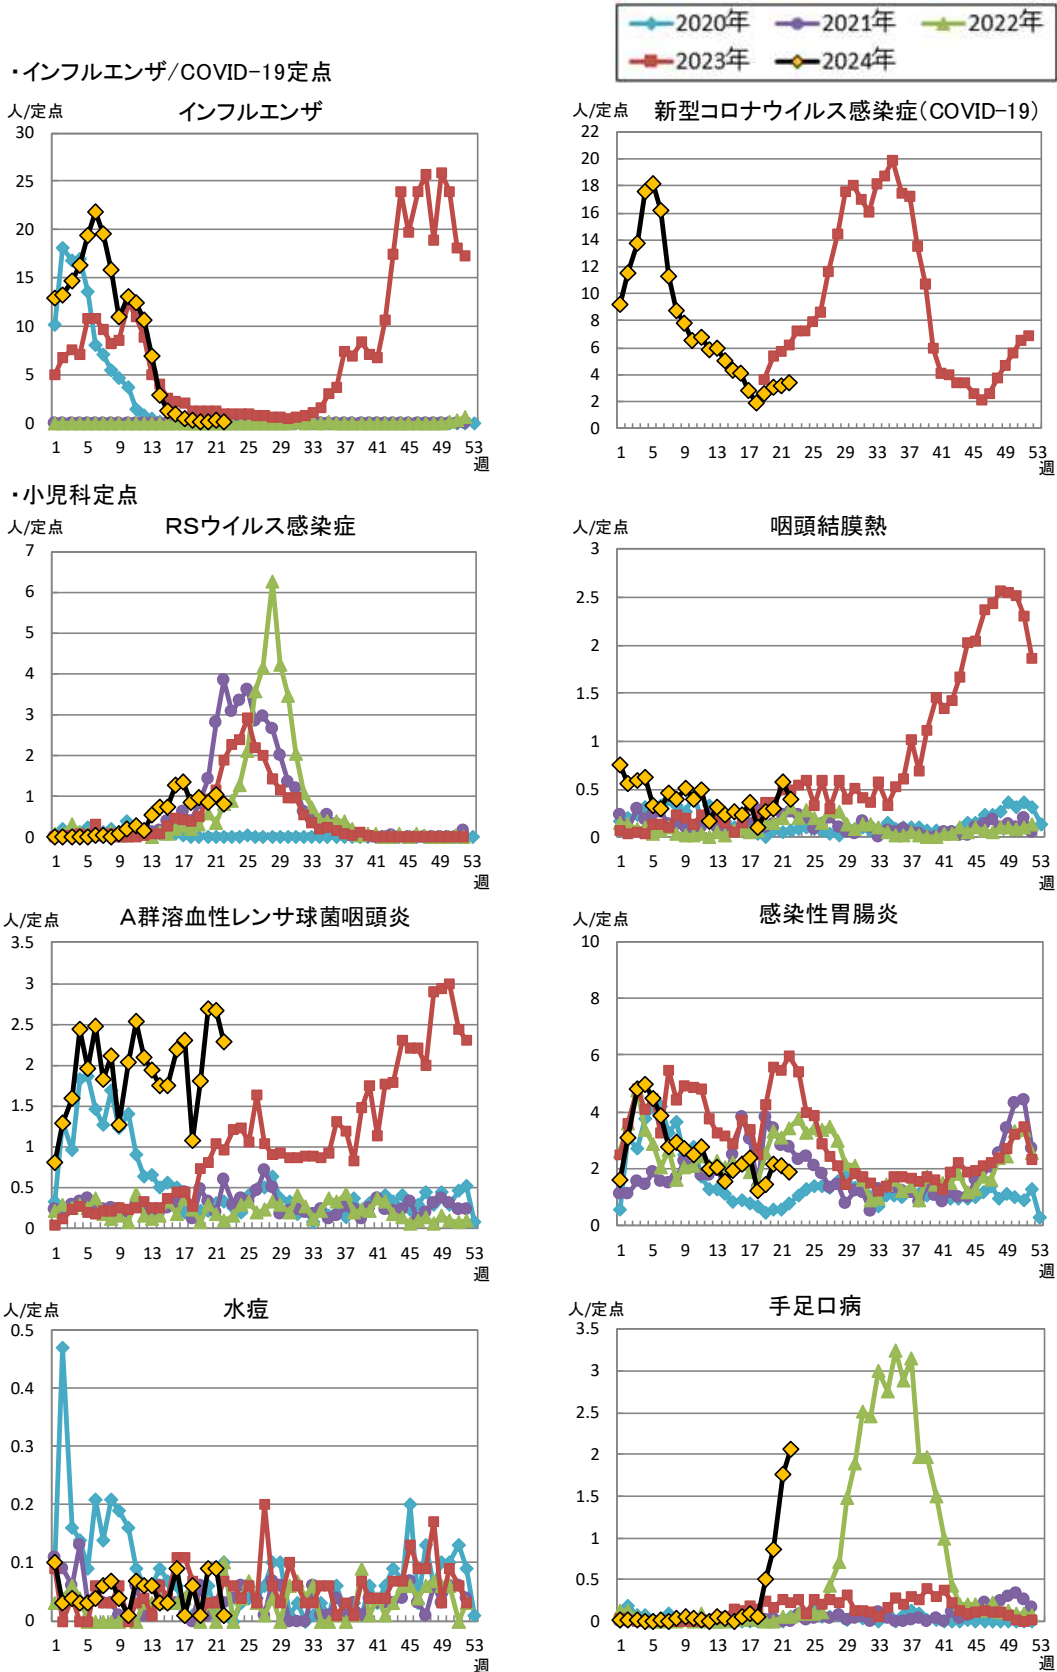 2020年 2021年 2022年
2023年 2024年
・インフルエンザ/COVID-19定点
人/定点 インフルエンザ
30
25
20
15
10
5
0
1 5 9 13 17 21 25 29 33 37 41 45 49 53
週
人/定点 新型コロナウイルス感染症(COVID-19)
22
20
18
16
14
12
10
8
6
4
2
0
1 5 9 13 17 21 25 29 33 37 41 45 49 53
週
・小児科定点
人/定点 RSウイルス感染症
7
6
5
4
3
2
1
0
1 5 9 13 17 21 25 29 33 37 41 45 49 53
週
人/定点 咽頭結膜熱
3
2.5
2
1.5
1
0.5
0
1 5 9 13 17 21 25 29 33 37 41 45 49 53
週
人/定点 A群溶血性レンサ球菌咽頭炎
3.5
3
2.5
2
1.5
1
0.5
0
1 5 9 13 17 21 25 29 33 37 41 45 49 53
週
人/定点 感染性胃腸炎
10
8
6
4
2
0
1 5 9 13 17 21 25 29 33 37 41 45 49 53
週
人/定点 水痘
0.5
0.4
0.3
0.2
0.1
0
1 5 9 13 17 21 25 29 33 37 41 45 49 53
週
人/定点 手足口病
3.5
3
2.5
2
1.5
1
0.5
0
1 5 9 13 17 21 25 29 33 37 41 45 49 53
週